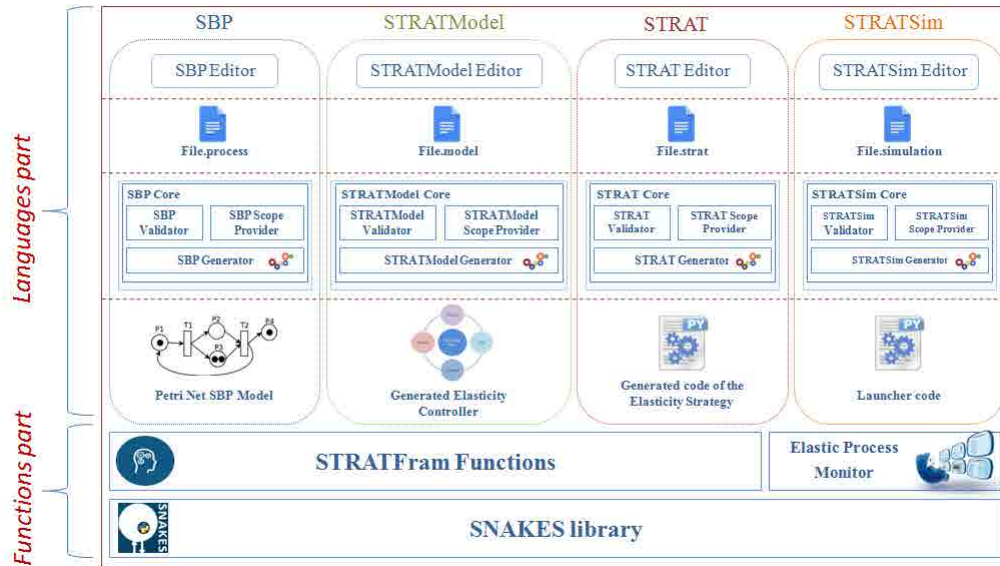 SBP
STRATModel
STRAT
STRATSim
SBP Editor
STRATModel Editor
STRAT Editor
STRATSim Editor
File.process
File.model
File.strat
File.simulation
Languages part
SBP Core
SBP
Validator
SBP Scope
Provider
SBP Generator
STRATModel Core
STRATModel
Validator
STRATModel
Scope Provider
STRATModel Generator
STRAT Core
STRAT
Validator
STRAT Scope
Provider
STRAT Generator
STRATSim Core
STRATSim
Validator
STRATSim
Scope Provider
STRATSim Generator
P1
T1
P2
T2
P4
P3
PY
PY
Petri Net SBP Model
Generated Elasticity
Controller
Generated code of the
Elasticity Strategy
Launcher code
Functions part
STRATFram Functions
Elastic Process
Monitor
SNAKES
SNAKES library